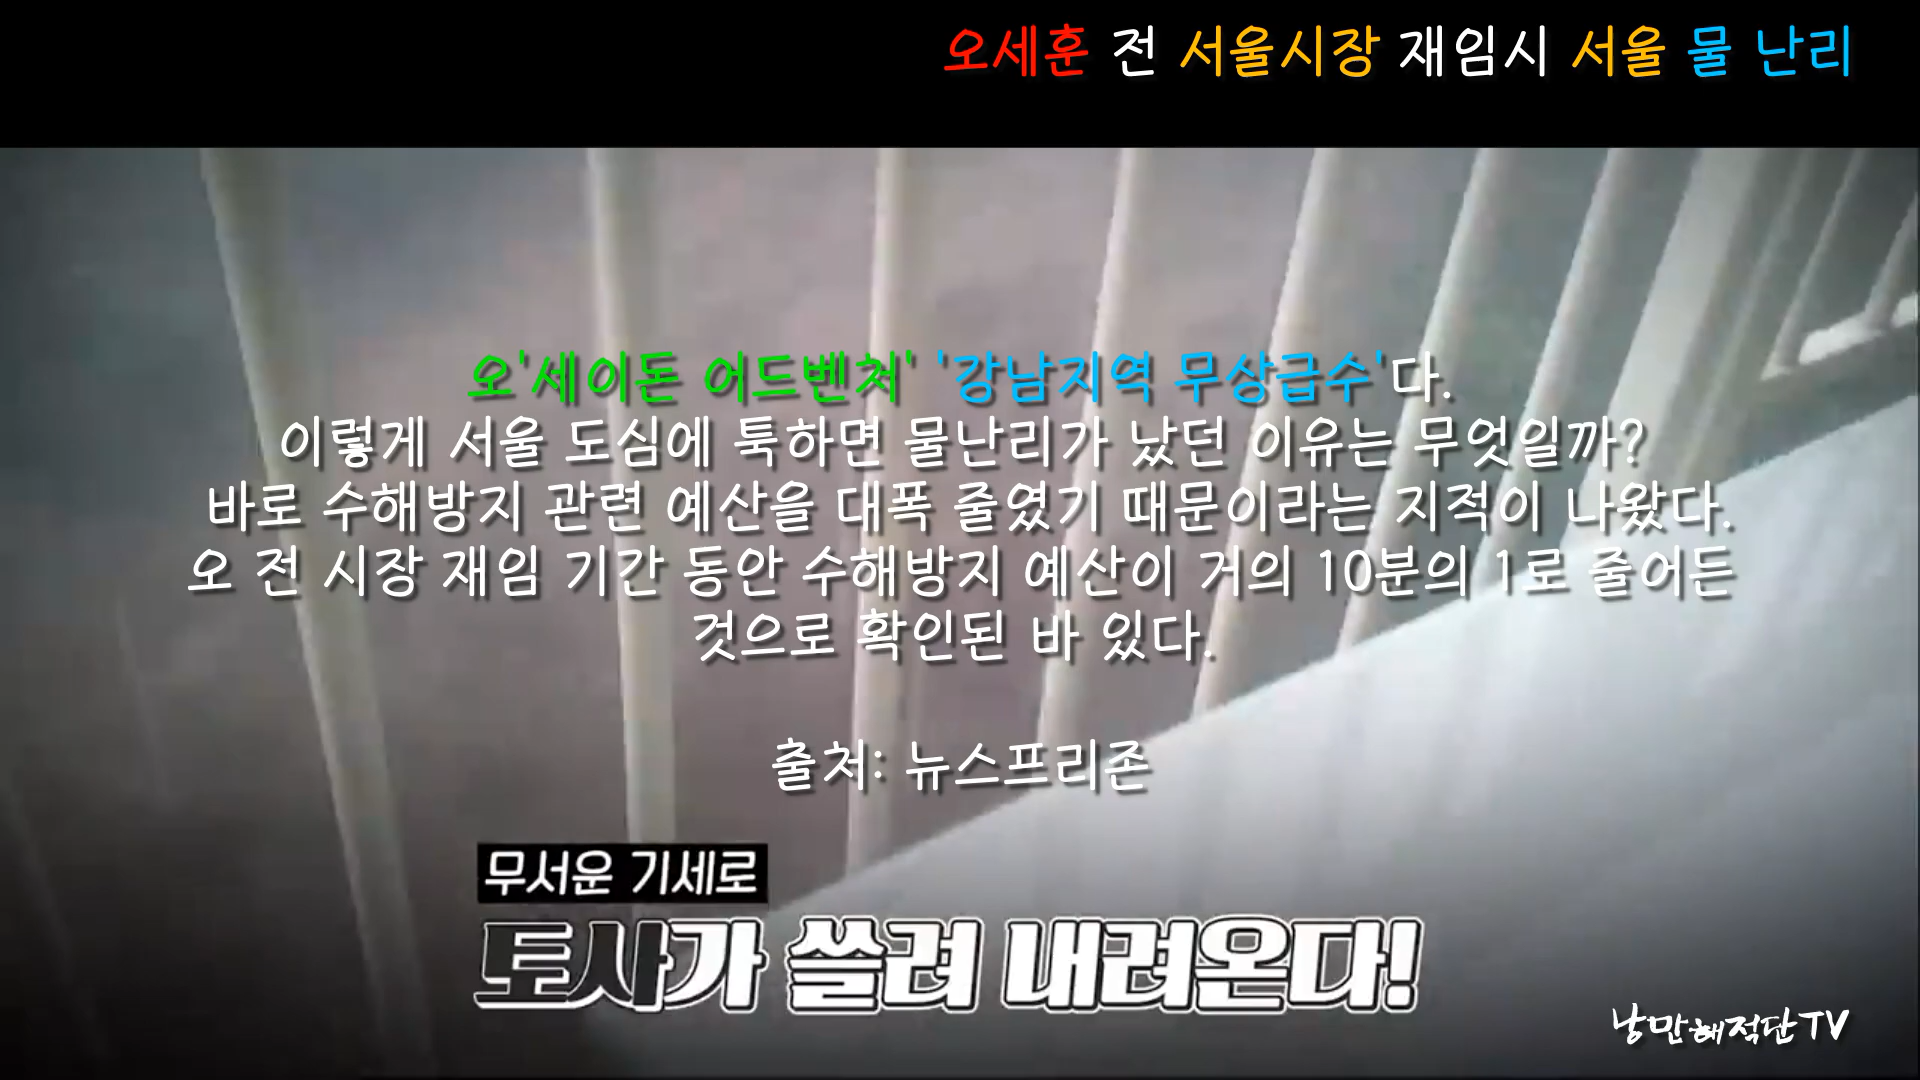 오세훈 전 서울시장 재임시 서울 물 난리
오'세이돈 어드벤쳐' '강남지역 무상급수'다.
이렇게 서울 도심에 툭하면 물난리가 났던 이유는 무엇일까?
바로 수해방지 관련 예산을 대폭 줄였기 때문이라는 지적이 나왔다.
오 전 시장 재임 기간 동안 수해방지 예산이 거의 10분의 1로 줄어든
것으로 확인된 바 있다.
출처: 뉴스프리존
무서운 기세로
토사가 쓸려 내려온다!
낭만해적단TV